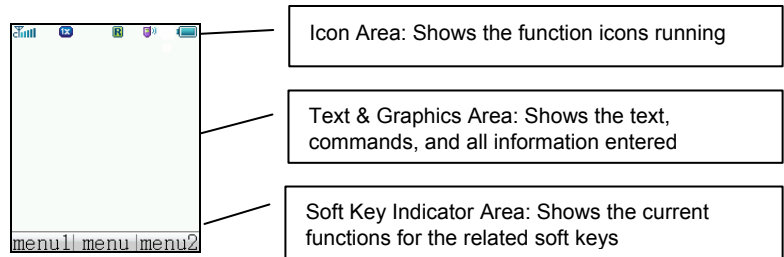 1X R
Icon Area: Shows the function icons running
Text & Graphics Area: Shows the text,
commands, and all information entered
Soft Key Indicator Area: Shows the current
functions for the related soft keys
menu1 menu menu2